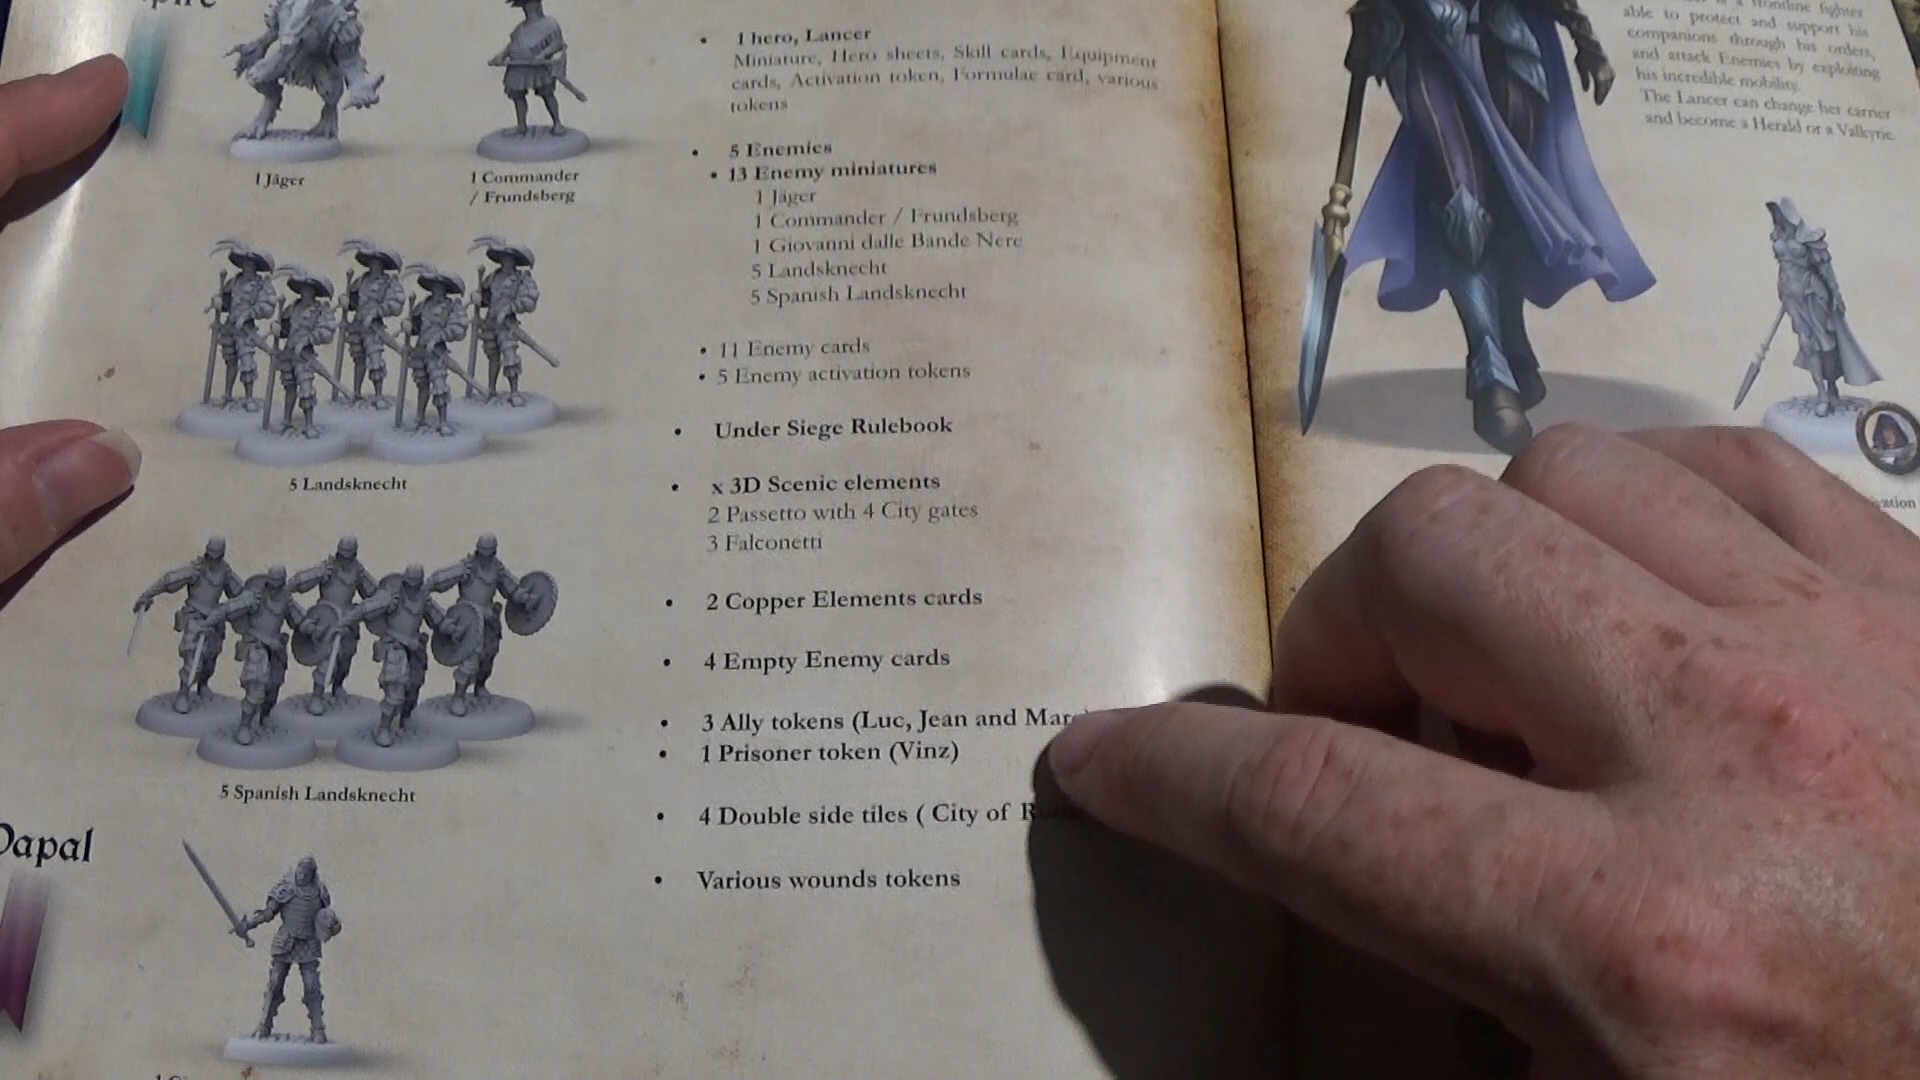 1 Jäger
1 Commander
/ Frundsberg
5 Landsknecht
5 Spanish Landsknecht
• 1 hero, Lancer
Miniature, Hero sheets, Skill cards, Equipment
cards, Activation token, Formulae card, various
tokens
• 5 Enemies
• 13 Enemy miniatures
1 Jäger
1 Commander / Frundsberg
1 Giovanni dalle Bande Nere
5 Landsknecht
5 Spanish Landsknecht
• 11 Enemy cards
• 5 Enemy activation tokens
• Under Siege Rulebook
• x 3D Scenic elements
2 Passetto with 4 City gates
3 Falconetti
• 2 Copper Elements cards
• 4 Empty Enemy cards
• 3 Ally tokens (Luc, Jean and
• 1 Prisoner token (Vinz)
• 4 Double side tiles ( City of
• Various wounds tokens
frontline fighter
able to protect and support his
companions through his orders,
and attack Enemies by exploiting
his incredible mobility.
The Lancer can change her carrier
and become a Herald or a Valkyrie.